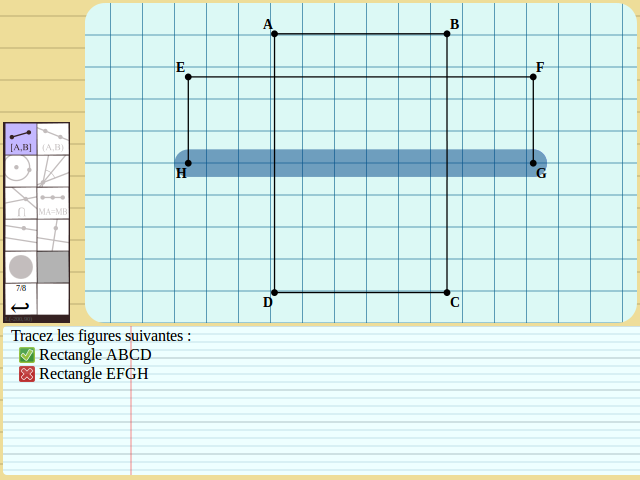 A B
E F
H G
D C
[A,B] (A,B)
∩ MA=MB
7/8
Tracez les figures suivantes :
Rectangle ABCD
Rectangle EFGH